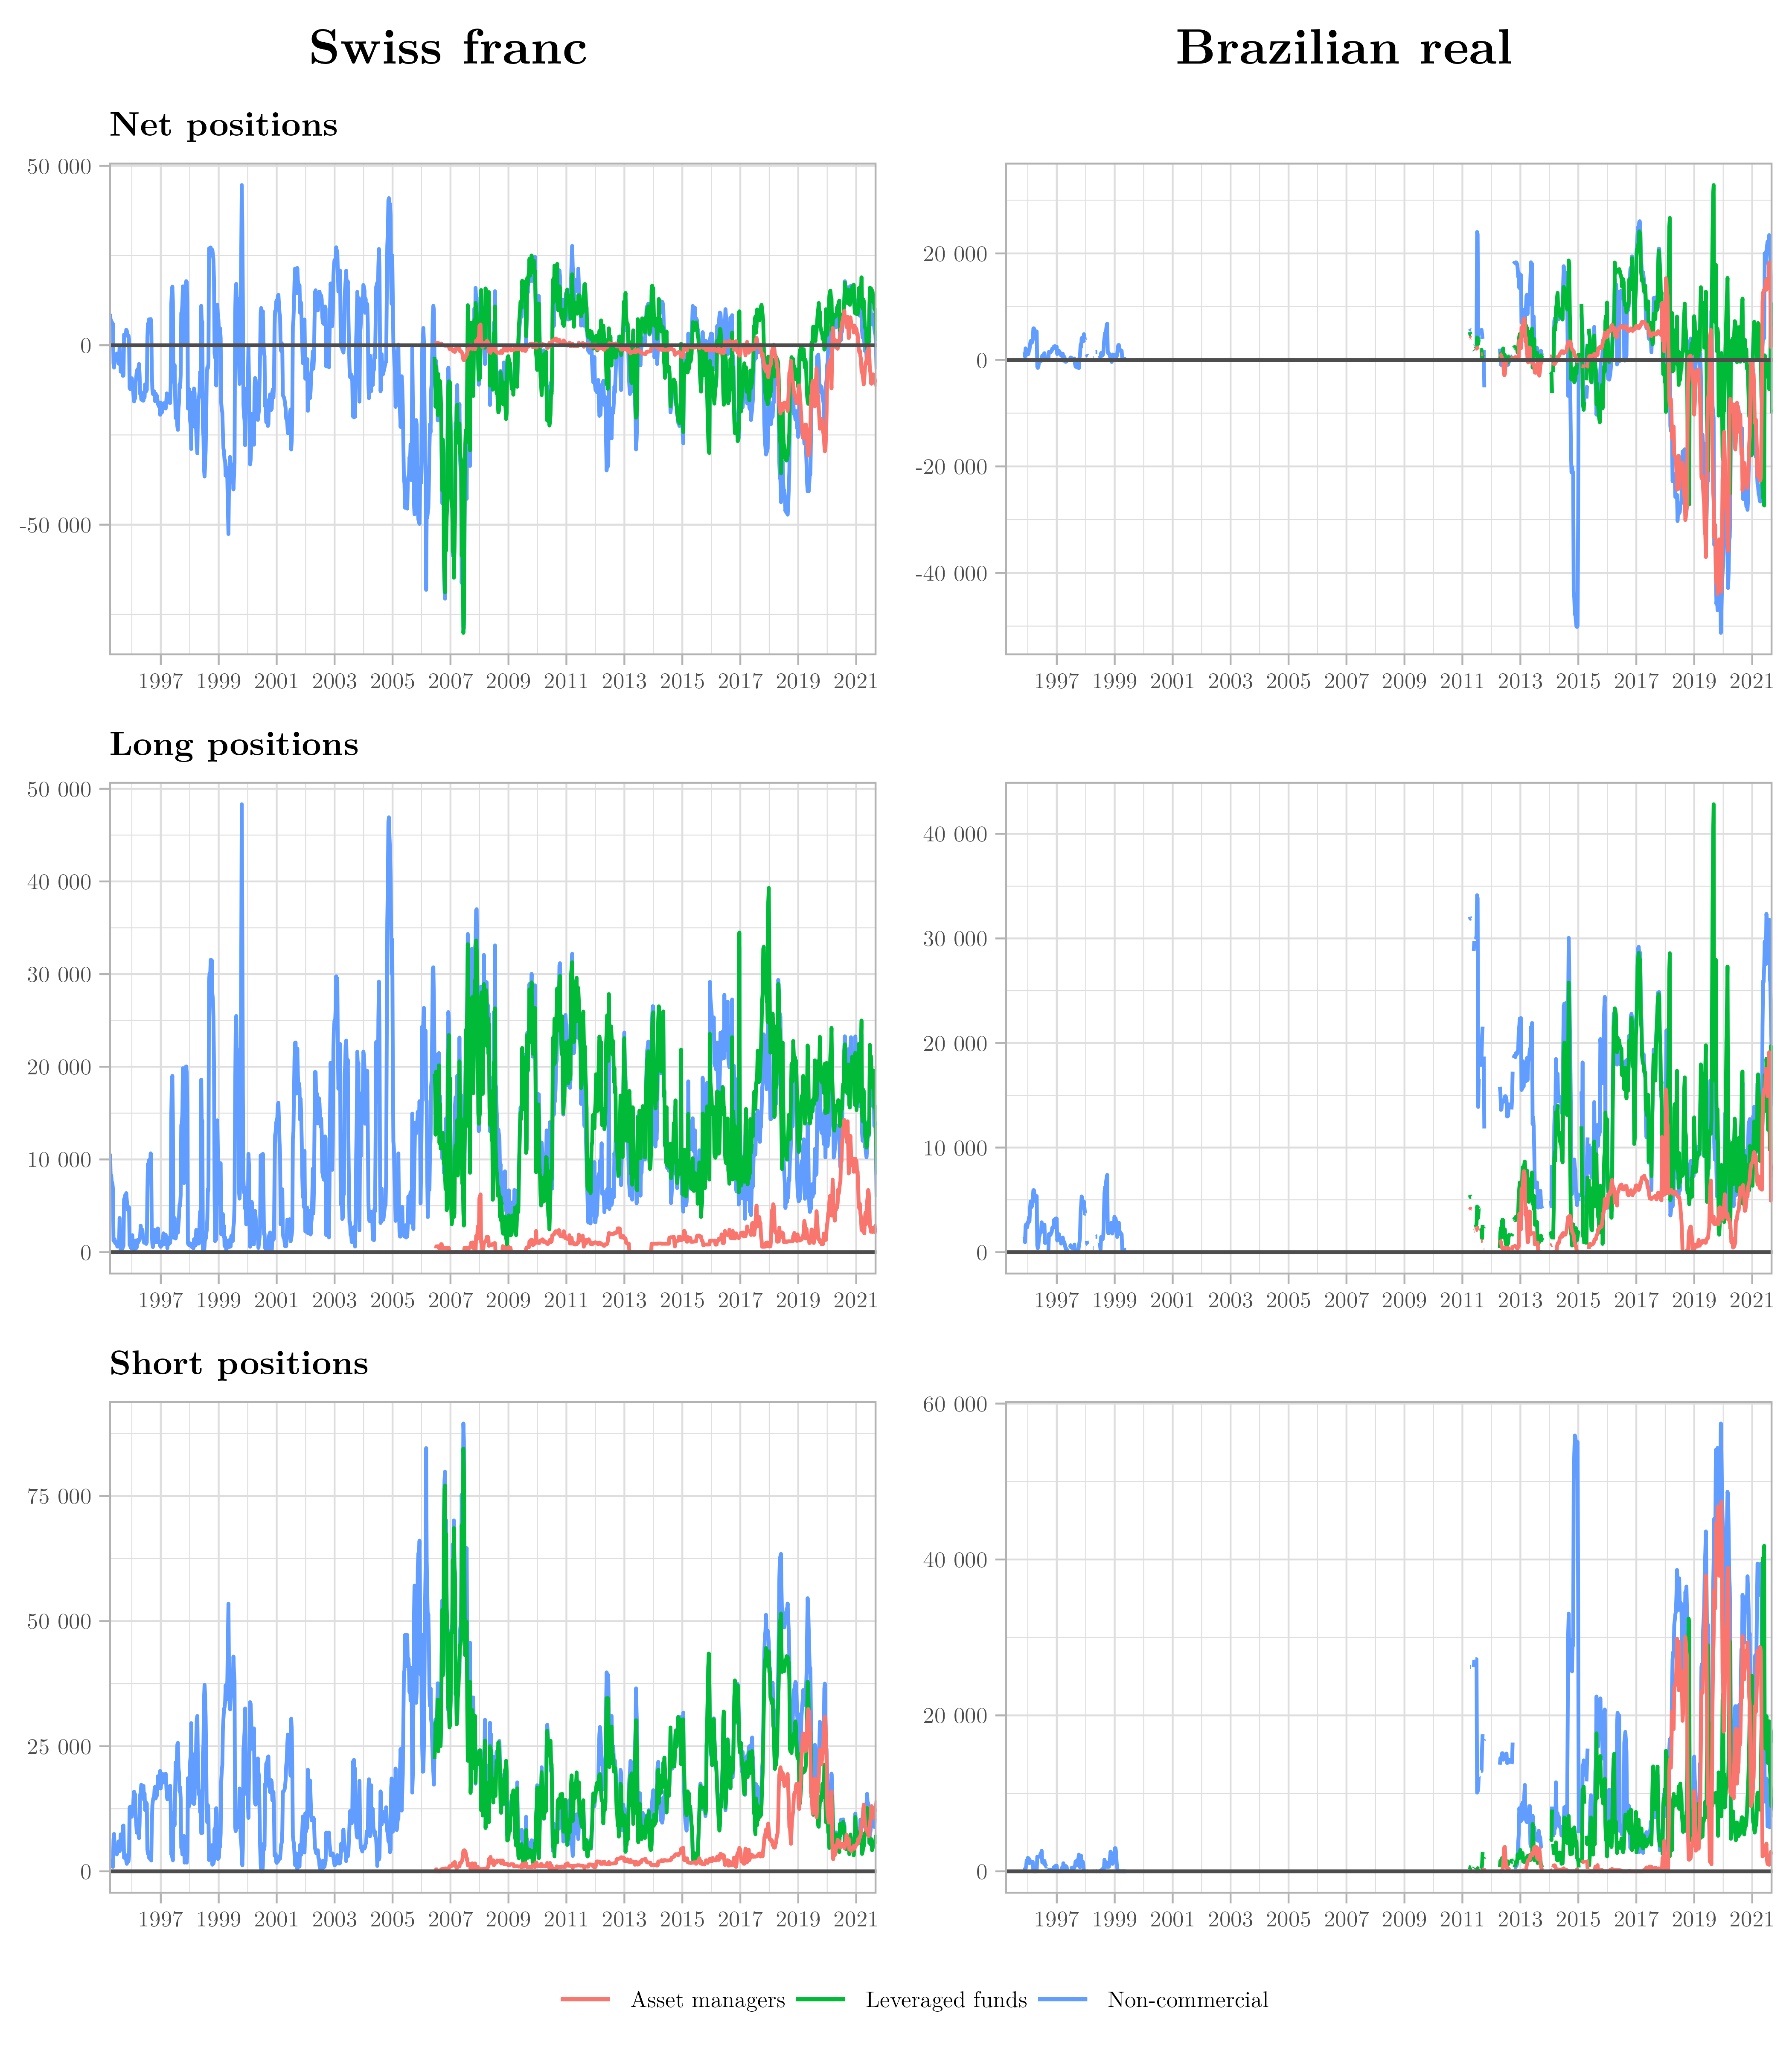 Swiss franc Brazilian real
Net positions
50 000
0
-50 000
1997 1999 2001 2003 2005 2007 2009 2011 2013 2015 2017 2019 2021
20 000
0
-20 000
-40 000
1997 1999 2001 2003 2005 2007 2009 2011 2013 2015 2017 2019 2021
Long positions
50 000
40 000
30 000
20 000
10 000
0
1997 1999 2001 2003 2005 2007 2009 2011 2013 2015 2017 2019 2021
40 000
30 000
20 000
10 000
0
1997 1999 2001 2003 2005 2007 2009 2011 2013 2015 2017 2019 2021
Short positions
75 000
50 000
25 000
0
1997 1999 2001 2003 2005 2007 2009 2011 2013 2015 2017 2019 2021
60 000
40 000
20 000
0
1997 1999 2001 2003 2005 2007 2009 2011 2013 2015 2017 2019 2021
Asset managers Leveraged funds Non-commercial